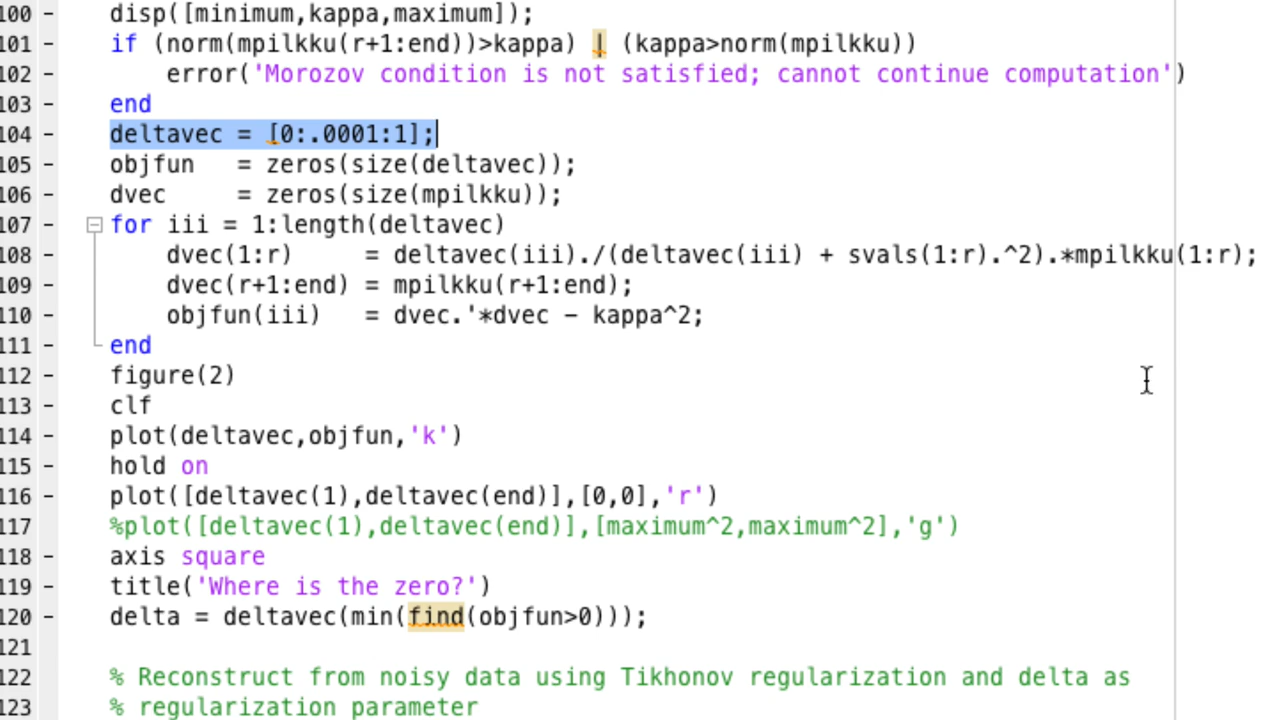 100 - disp([minimum,kappa,maximum]);
101 - if (norm(mpilkku(r+1:end))>kappa) | (kappa>norm(mpilkku))
102 -     error('Morozov condition is not satisfied; cannot continue computation')
103 - end
104 - deltavec = [0:.0001:1];
105 - objfun   = zeros(size(deltavec));
106 - dvec     = zeros(size(mpilkku));
107 - for iii = 1:length(deltavec)
108 -     dvec(1:r)     = deltavec(iii)./(deltavec(iii) + svals(1:r).^2).*mpilkku(1:r);
109 -     dvec(r+1:end) = mpilkku(r+1:end);
110 -     objfun(iii)   = dvec.'*dvec - kappa^2;
111 - end
112 - figure(2)
113 - clf
114 - plot(deltavec,objfun,'k')
115 - hold on
116 - plot([deltavec(1),deltavec(end)],[0,0],'r')
117   %plot([deltavec(1),deltavec(end)],[maximum^2,maximum^2],'g')
118 - axis square
119 - title('Where is the zero?')
120 - delta = deltavec(min(find(objfun>0)));
121
122   % Reconstruct from noisy data using Tikhonov regularization and delta as
123   % regularization parameter